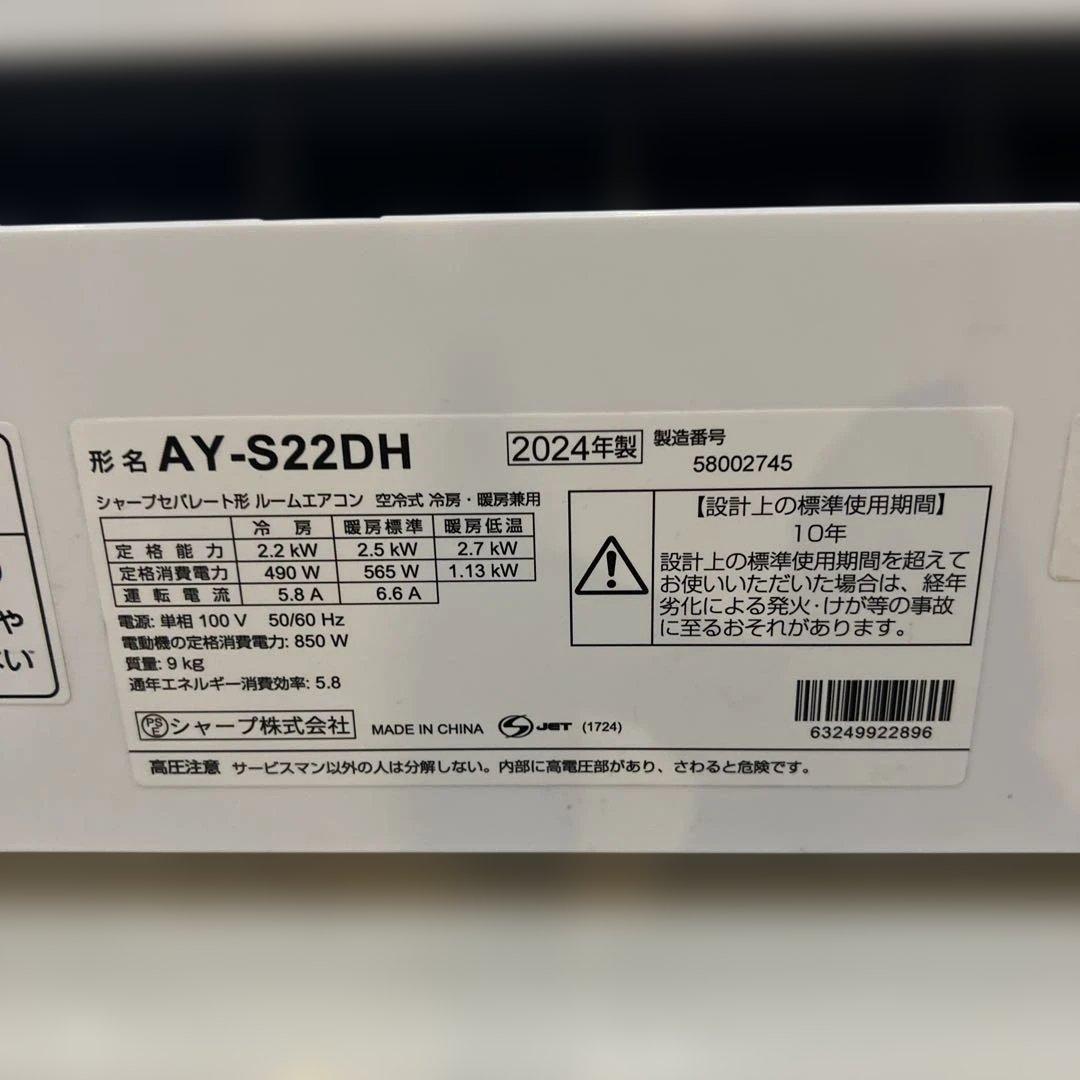 形名 AY-S22DH
2024年製
製造番号
58002745
シャープセパレート形 ルームエアコン 空冷式 冷房・暖房兼用
冷房 暖房標準 暖房低温
定格能力 2.2 kW 2.5 kW 2.7 kW
定格消費電力 490 W 565 W 1.13 kW
運転電流 5.8 A 6.6 A
電源: 単相 100 V 50/60 Hz
電動機の定格消費電力: 850 W
質量: 9 kg
通年エネルギー消費効率: 5.8
PSE シャープ株式会社 MADE IN CHINA JET (1724)
【設計上の標準使用期間】
10年
設計上の標準使用期間を超えて
お使いいただいた場合は、経年
劣化による発火・けが等の事故
に至るおそれがあります。
63249922896
高圧注意 サービスマン以外の人は分解しない。内部に高電圧部があり、さわると危険です。
や
い